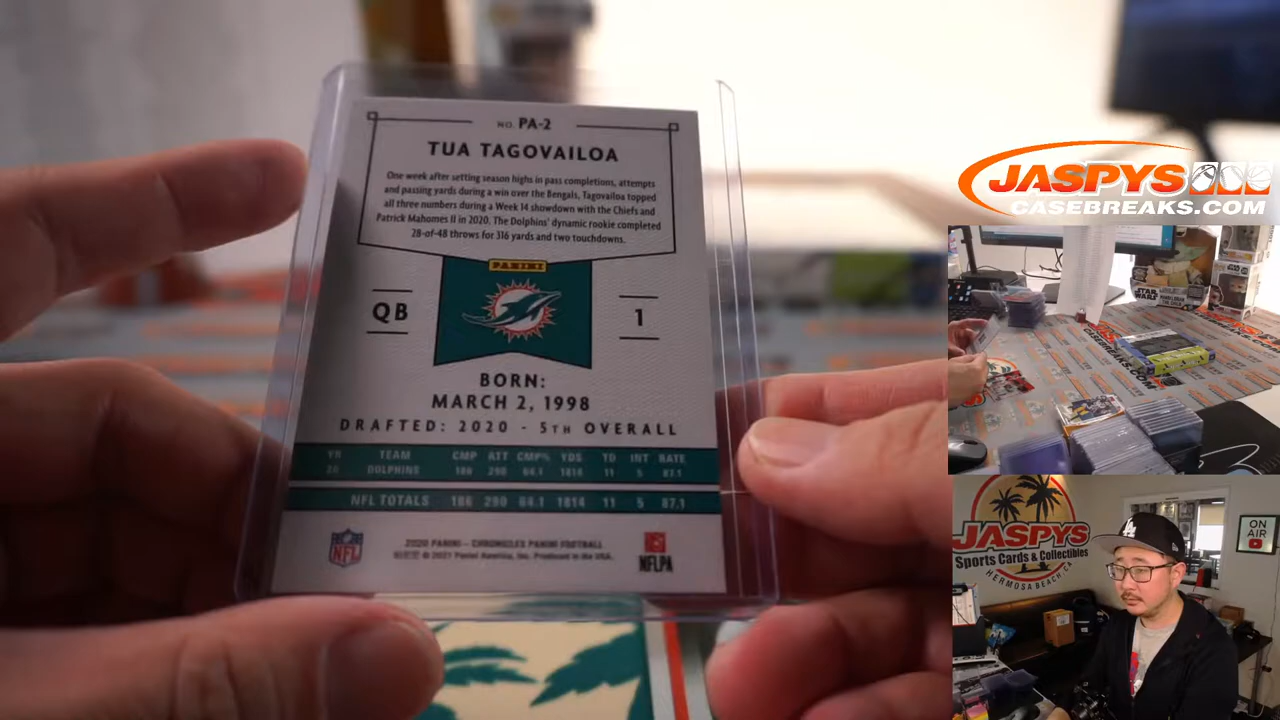 NO. PA-2
TUA TAGOVAILOA
One week after setting season highs in pass completions, attempts
and passing yards during a win over the Bengals, Tagovailoa topped
all three numbers during a Week 14 showdown with the Chiefs and
Patrick Mahomes II in 2020. The Dolphins' dynamic rookie completed
28-of-48 throws for 316 yards and two touchdowns.
PANINI
QB
1
BORN:
MARCH 2, 1998
DRAFTED: 2020 - 5TH OVERALL
YR TEAM CMP ATT CMP% YDS TD INT RATE
20 DOLPHINS 186 290 64.1 1814 11 5 87.1
NFL TOTALS 186 290 64.1 1814 11 5 87.1
2020 PANINI – CHRONICLES PANINI FOOTBALL
© 2021 Panini America, Inc. Produced in the USA.
NFL
NFLPA
JASPYS
CASEBREAKS.COM
STAR
WARS
CASEBREAKS.COM
JASPYS
Sports Cards & Collectibles
HERMOSA BEACH, CA
LA
ON
AIR